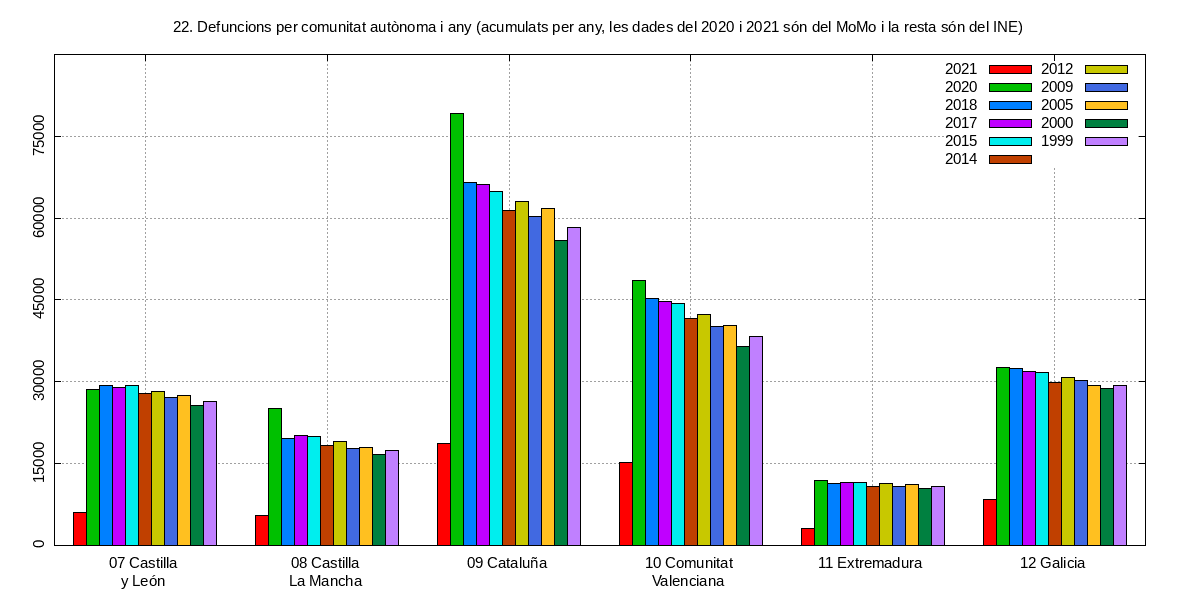 22. Defuncions per comunitat autònoma i any (acumulats per any, les dades del 2020 i 2021 són del MoMo i la resta són del INE)
2021 2012
2020 2009
2018 2005
2017 2000
2015 1999
2014
75000
60000
45000
30000
15000
0
07 Castilla
y León
08 Castilla
La Mancha
09 Cataluña
10 Comunitat
Valenciana
11 Extremadura
12 Galicia